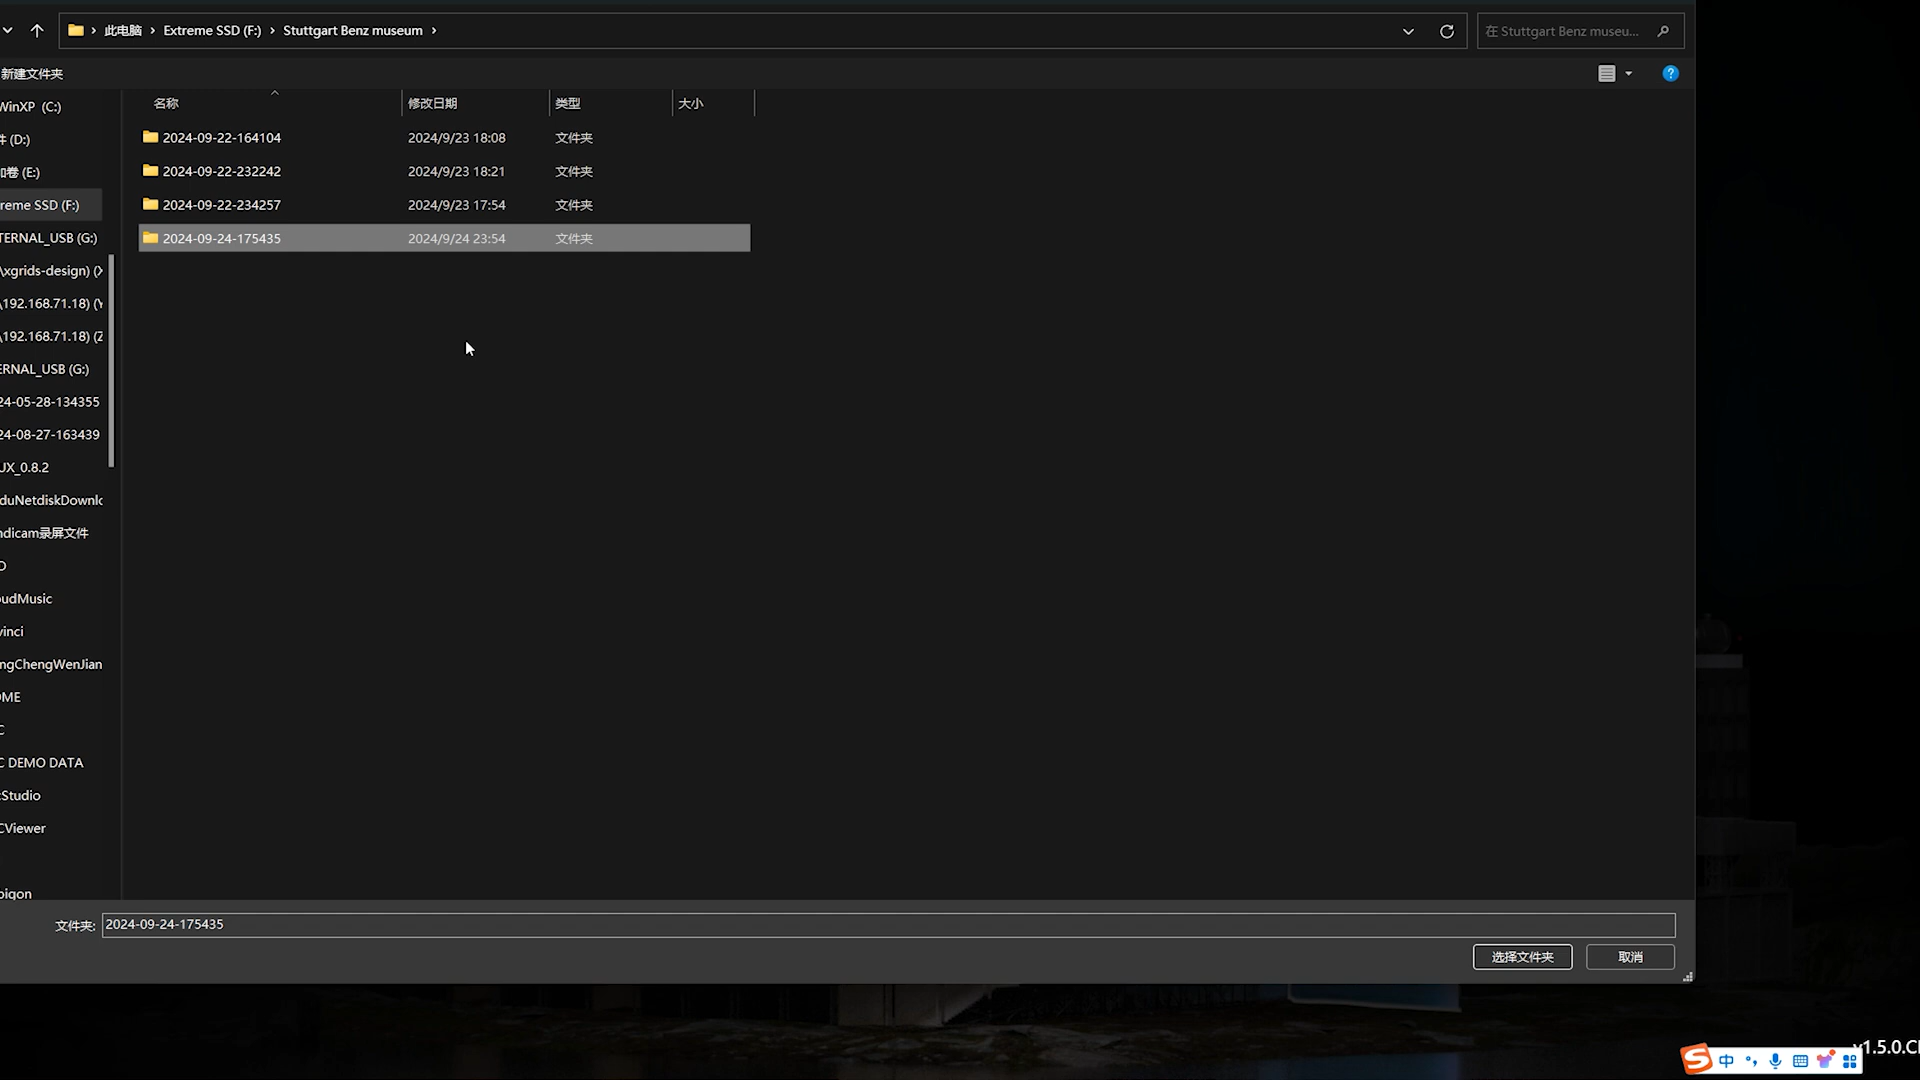 此电脑 > Extreme SSD (F:) > Stuttgart Benz museum >
在 Stuttgart Benz museu...
新建文件夹
名称 修改日期 类型 大小
2024-09-22-164104 2024/9/23 18:08 文件夹
2024-09-22-232242 2024/9/23 18:21 文件夹
2024-09-22-234257 2024/9/23 17:54 文件夹
2024-09-24-175435 2024/9/24 23:54 文件夹
WinXP (C:)
件 (D:)
加卷 (E:)
reme SSD (F:)
TERNAL_USB (G:)
\xgrids-design) (X
\192.168.71.18) (Y
\192.168.71.18) (Z
ERNAL_USB (G:)
24-05-28-134355
24-08-27-163439
UX_0.8.2
duNetdiskDownlo
ndicam录屏文件
O
oudMusic
vinci
ngChengWenJian
OME
C
C DEMO DATA
cStudio
CViewer
pigon
文件夹: 2024-09-24-175435
选择文件夹 取消
中
v1.5.0.C